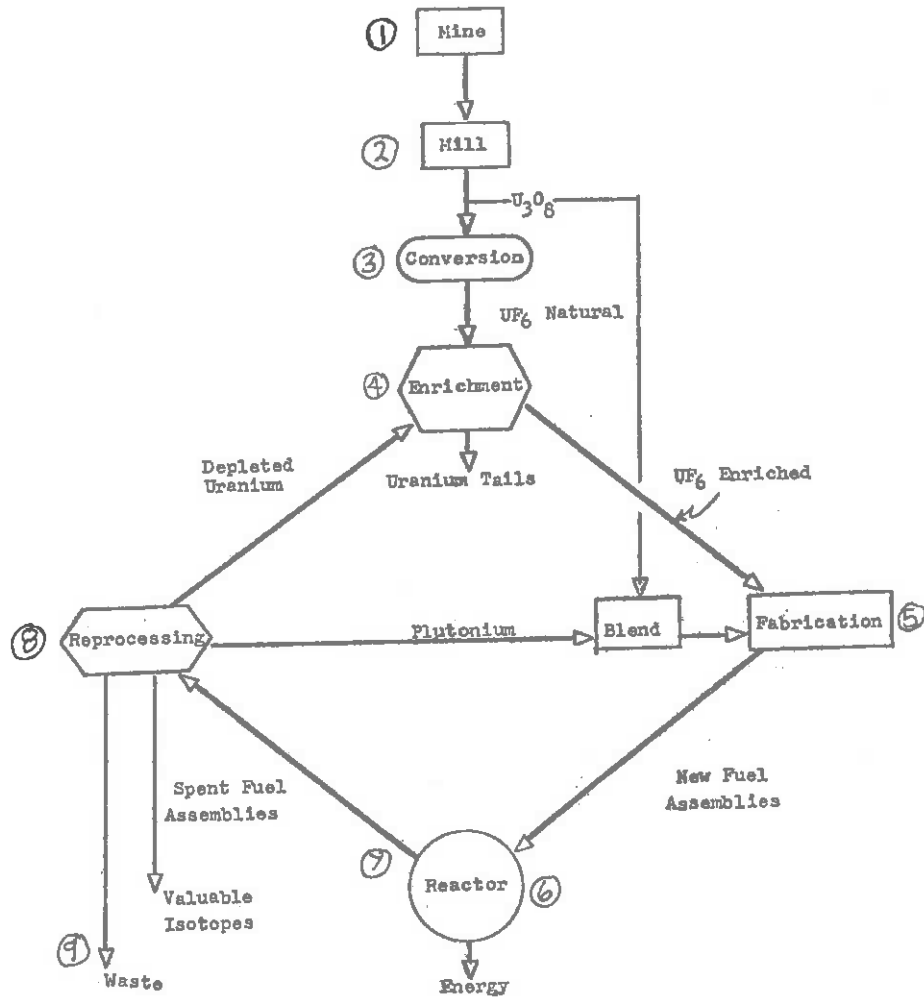 ① Mine
② Mill
U₃O₈
③ Conversion
UF₆ Natural
④ Enrichment
Depleted
Uranium
Uranium Tails
UF₆ Enriched
⑧ Reprocessing
Plutonium
Blend
Fabrication ⑤
Spent Fuel
Assemblies
New Fuel
Assemblies
⑦ Reactor ⑥
Valuable
Isotopes
⑨ Waste
Energy